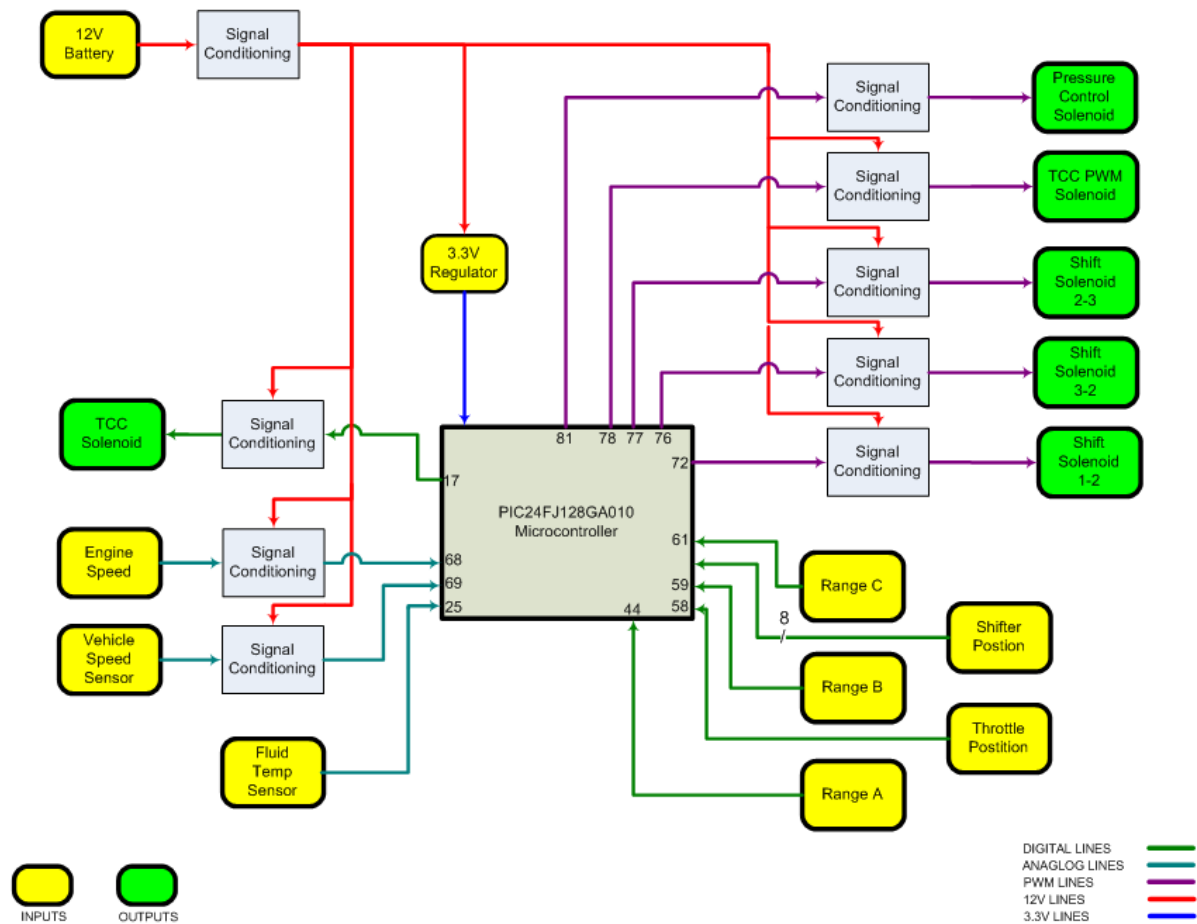 12V
Battery
Signal
Conditioning
Signal
Conditioning
Pressure
Control
Solenoid
Signal
Conditioning
TCC PWM
Solenoid
3.3V
Regulator
Signal
Conditioning
Shift
Solenoid
2-3
Signal
Conditioning
Shift
Solenoid
3-2
TCC
Solenoid
Signal
Conditioning
81
78
77
76
72
Signal
Conditioning
Shift
Solenoid
1-2
17
PIC24FJ128GA010
Microcontroller
Engine
Speed
Signal
Conditioning
68
69
25
61
59
58
44
Range C
8
/
Shifter
Postion
Vehicle
Speed
Sensor
Signal
Conditioning
Range B
Throttle
Postition
Fluid
Temp
Sensor
Range A
INPUTS
OUTPUTS
DIGITAL LINES
ANAGLOG LINES
PWM LINES
12V LINES
3.3V LINES